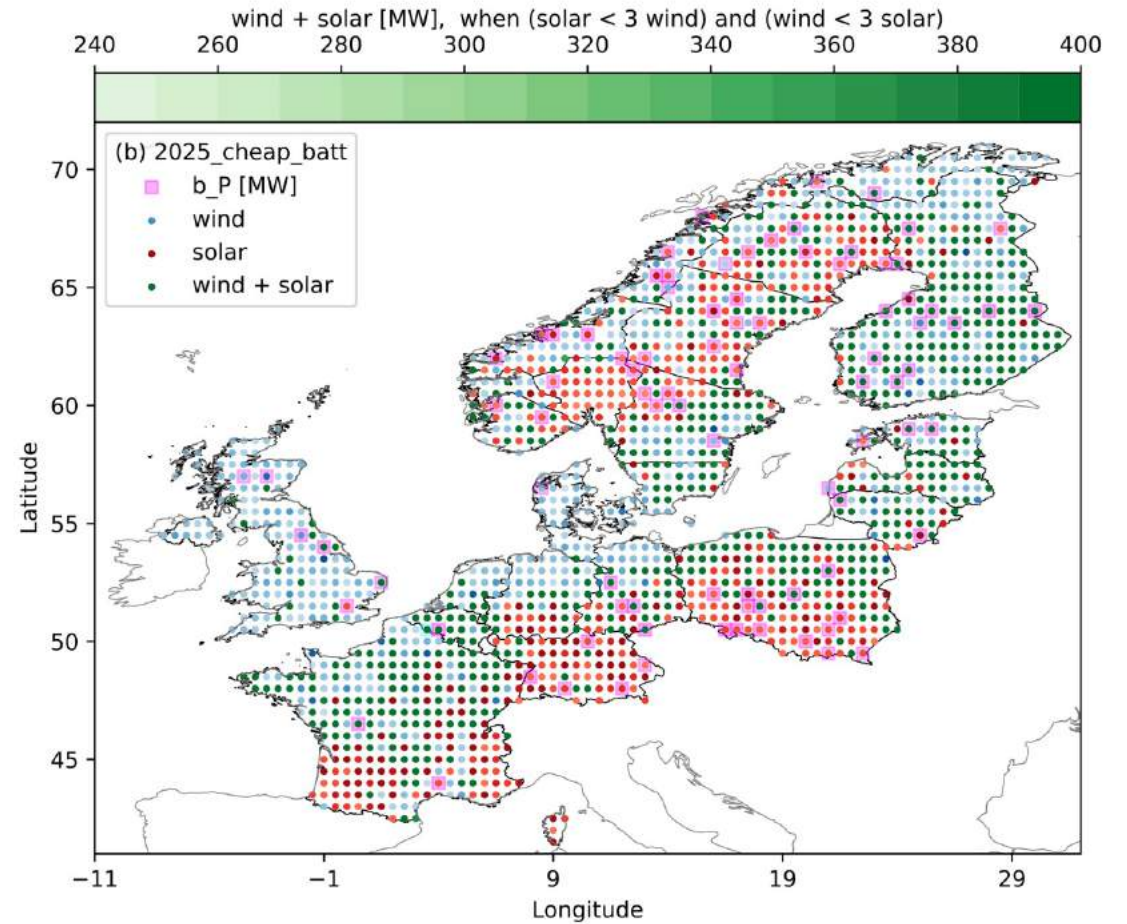 wind + solar [MW], when (solar < 3 wind) and (wind < 3 solar)
240 260 280 300 320 340 360 380 400
(b) 2025_cheap_batt
b_P [MW]
wind
solar
wind + solar
70
65
60
55
50
45
Latitude
−11 −1 9 19 29
Longitude